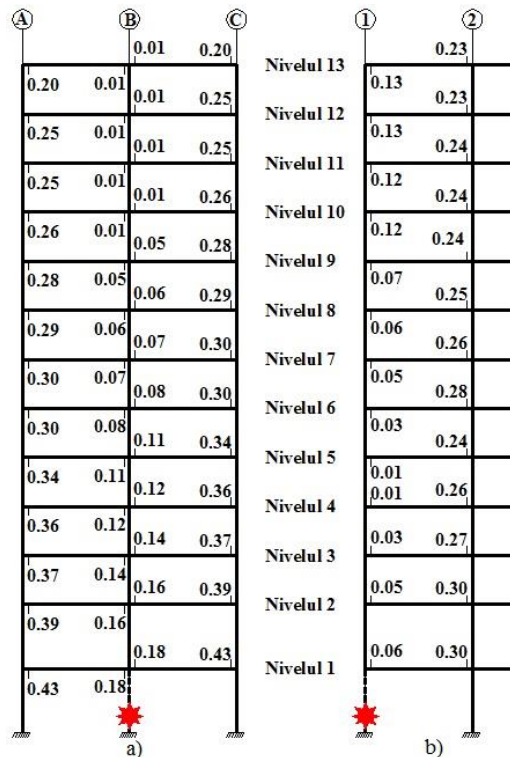 A B C 1 2
0.01 0.20 0.23
Nivelul 13
0.20 0.01 0.13
0.01 0.25 0.23
Nivelul 12
0.25 0.01 0.13
0.01 0.25 0.24
Nivelul 11
0.25 0.01 0.12
0.01 0.26 0.24
Nivelul 10
0.26 0.01 0.12
0.05 0.28 0.24
Nivelul 9
0.28 0.05 0.07
0.06 0.29 0.25
Nivelul 8
0.29 0.06 0.06
0.07 0.30 0.26
Nivelul 7
0.30 0.07 0.05
0.08 0.30 0.28
Nivelul 6
0.30 0.08 0.03
0.11 0.34 0.24
Nivelul 5
0.34 0.11 0.01
0.12 0.36 0.01 0.26
Nivelul 4
0.36 0.12
0.14 0.37 0.03 0.27
Nivelul 3
0.37 0.14
0.16 0.39 0.05 0.30
Nivelul 2
0.39 0.16
0.18 0.43 0.06 0.30
Nivelul 1
0.43 0.18
a) b)